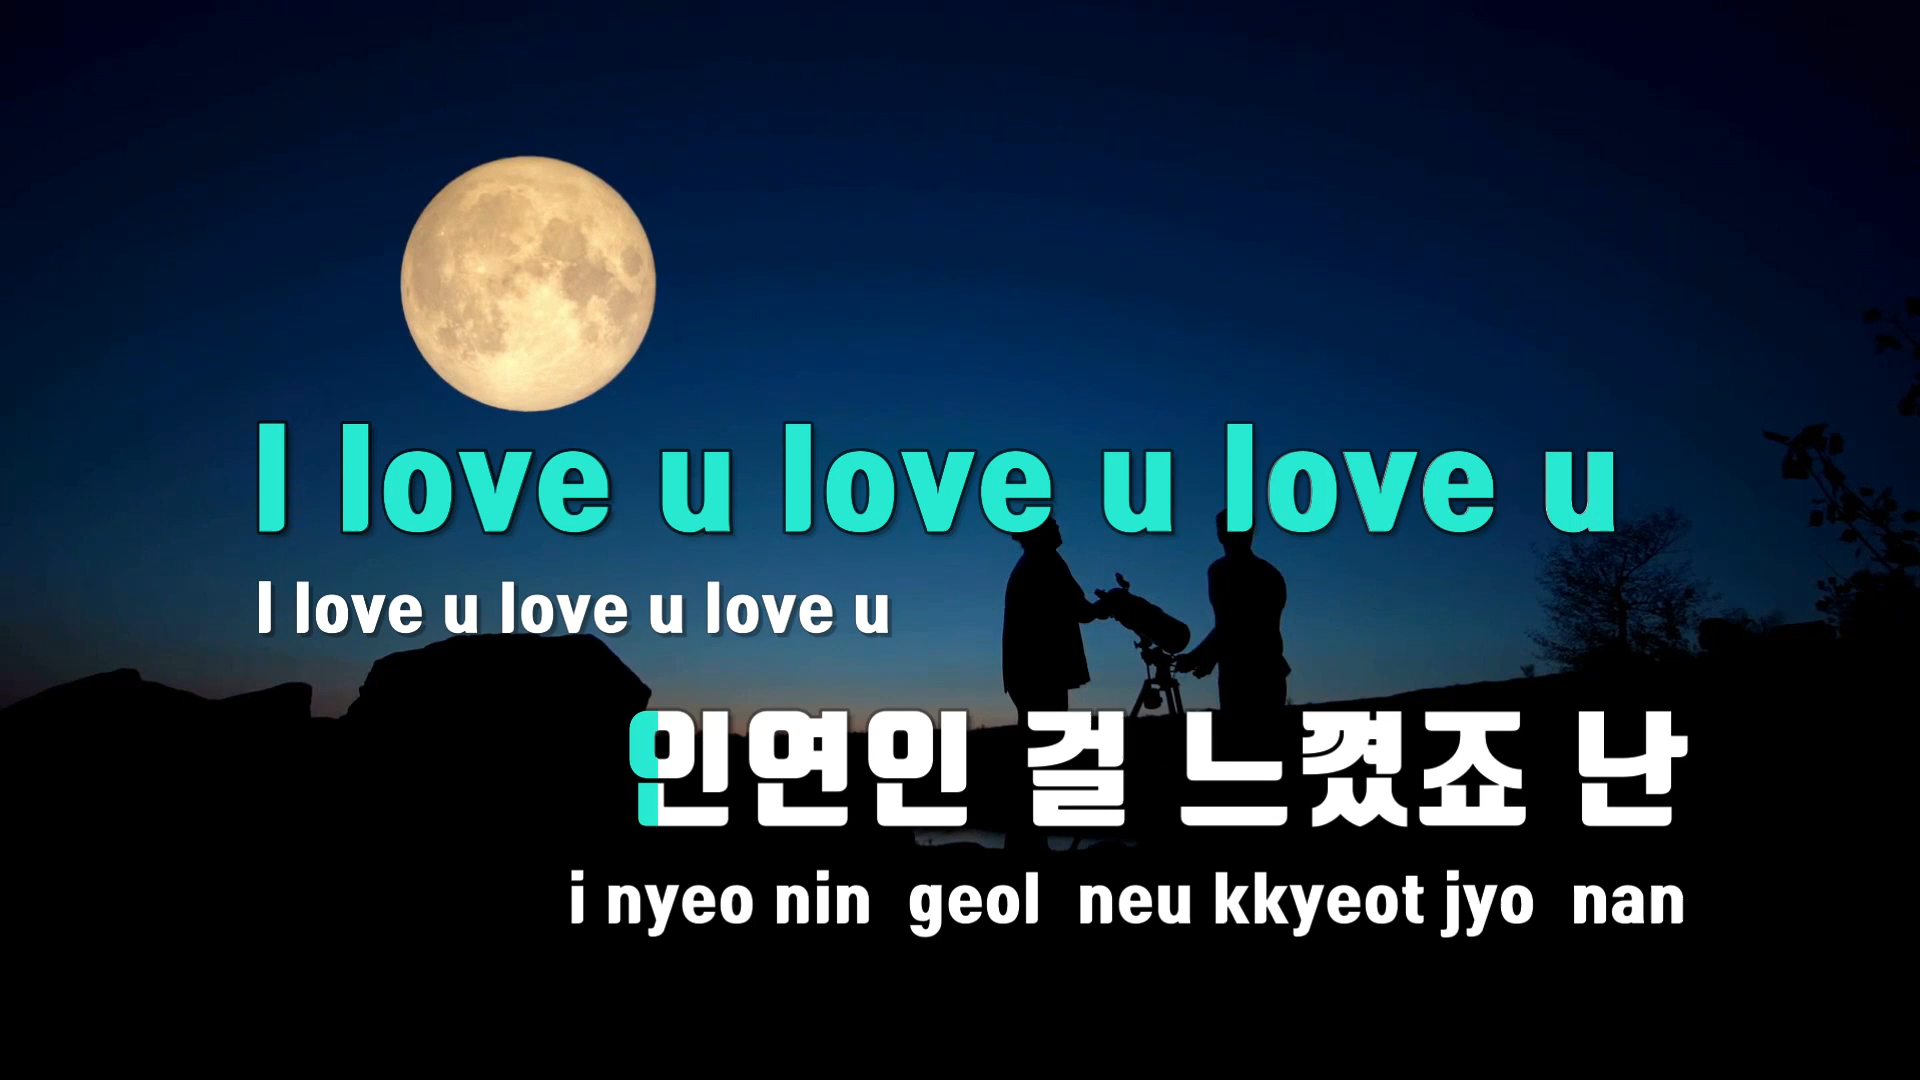 I love u love u love u
I love u love u love u
인연인 걸 느꼈죠 난
i nyeo nin geol neu kkyeot jyo nan